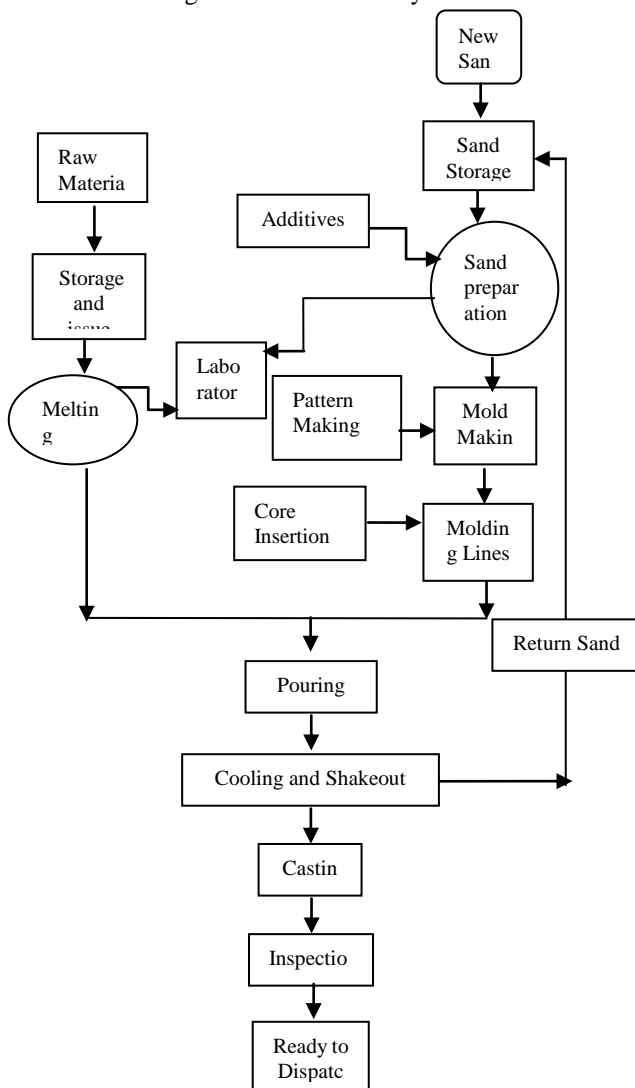 New
San
Sand
Storage
Raw
Materia
Additives
Sand
prepar
ation
Storage
and
issue
Labo
rator
Meltin
g
Pattern
Making
Mold
Makin
Core
Insertion
Moldin
g Lines
Return Sand
Pouring
Cooling and Shakeout
Castin
Inspectio
Ready to
Dispatc